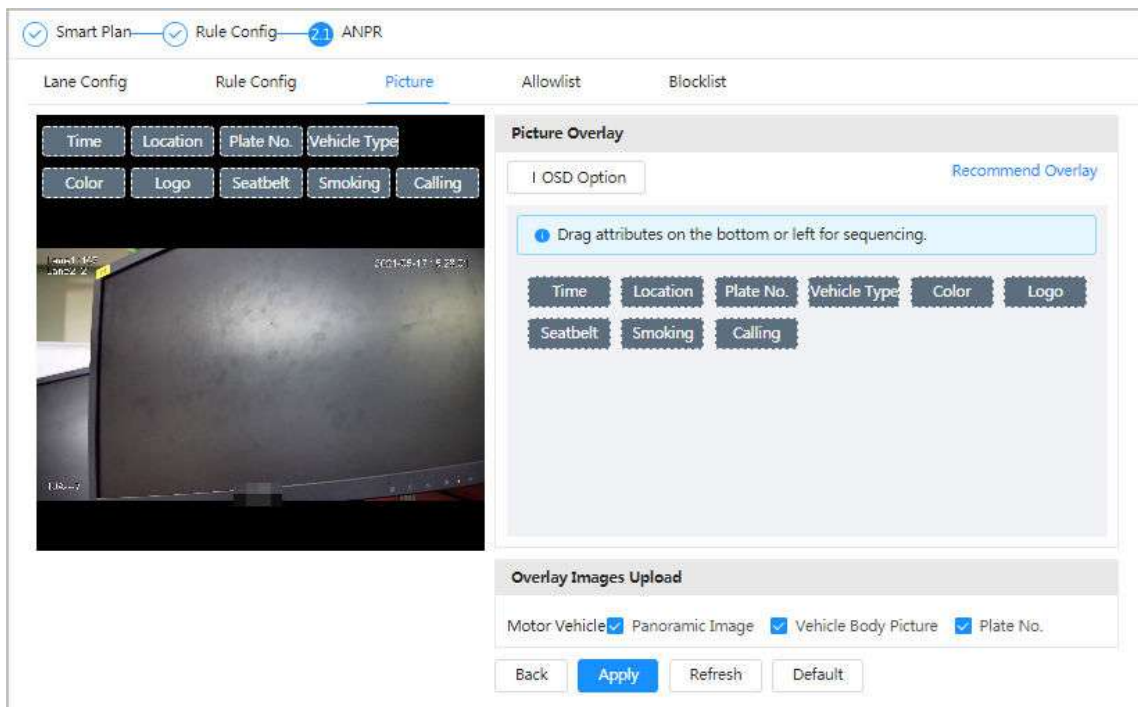 Smart Plan Rule Config 2.1 ANPR
Lane Config Rule Config Picture Allowlist Blocklist
Time Location Plate No. Vehicle Type
Color Logo Seatbelt Smoking Calling
Picture Overlay
I OSD Option Recommend Overlay
Drag attributes on the bottom or left for sequencing.
Time Location Plate No. Vehicle Type Color Logo
Seatbelt Smoking Calling
Overlay Images Upload
Motor Vehicle Panoramic Image Vehicle Body Picture Plate No.
Back Apply Refresh Default